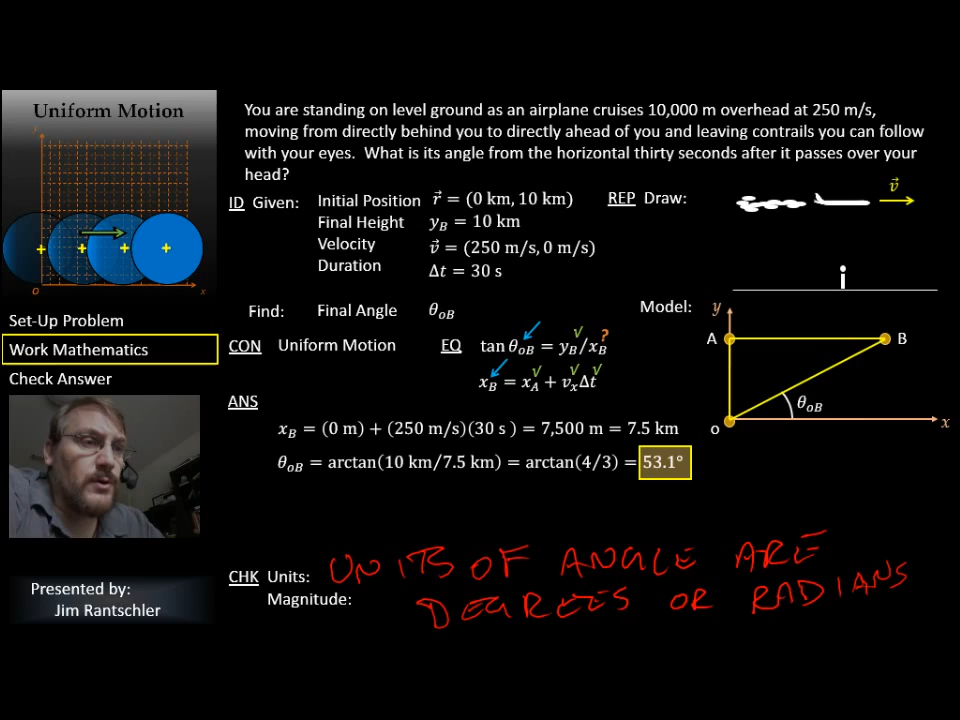 Uniform Motion
y
o
x
Set-Up Problem
Work Mathematics
Check Answer
Presented by:
Jim Rantschler
You are standing on level ground as an airplane cruises 10,000 m overhead at 250 m/s,
moving from directly behind you to directly ahead of you and leaving contrails you can follow
with your eyes. What is its angle from the horizontal thirty seconds after it passes over your
head?
ID Given: Initial Position r⃗ = (0 km, 10 km)
Final Height y_B = 10 km
Velocity v⃗ = (250 m/s, 0 m/s)
Duration Δt = 30 s
Find: Final Angle θ_oB
REP Draw:
v⃗
Model:
y
A B
θ_oB
o x
CON Uniform Motion EQ tan θ_oB = y_B/x_B
√ ?
x_B = x_A + v_xΔt
√ √ √
ANS
x_B = (0 m) + (250 m/s)(30 s ) = 7,500 m = 7.5 km
θ_oB = arctan(10 km/7.5 km) = arctan(4/3) = 53.1°
CHK Units: UNITS OF ANGLE ARE
Magnitude: DEGREES OR RADIANS